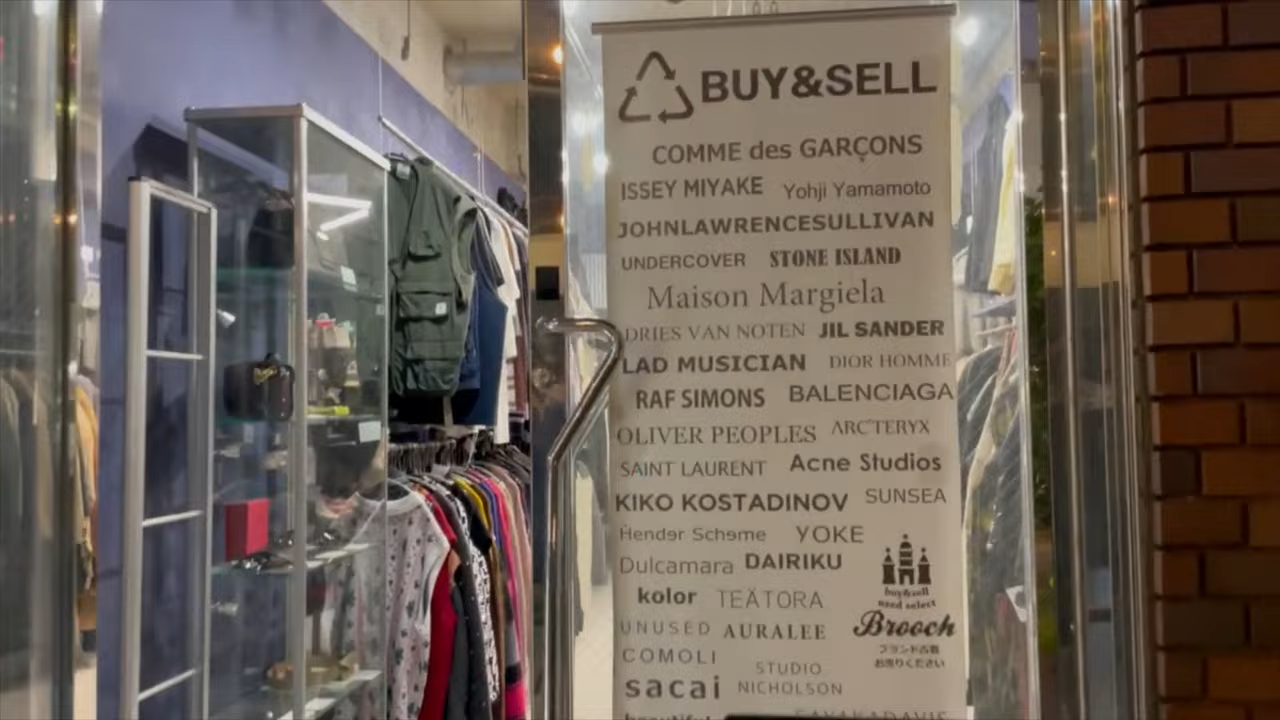 BUY&SELL
COMME des GARÇONS
ISSEY MIYAKE Yohji Yamamoto
JOHNLAWRENCESULLIVAN
UNDERCOVER STONE ISLAND
Maison Margiela
DRIES VAN NOTEN JIL SANDER
LAD MUSICIAN DIOR HOMME
RAF SIMONS BALENCIAGA
OLIVER PEOPLES ARC'TERYX
SAINT LAURENT Acne Studios
KIKO KOSTADINOV SUNSEA
Hender Scheme YOKE
Dulcamara DAIRIKU
kolor TEÄTORA
UNUSED AURALEE
COMOLI
STUDIO
NICHOLSON
sacai
buy&sell
used select
Brooch
ブランド古着
お売りください